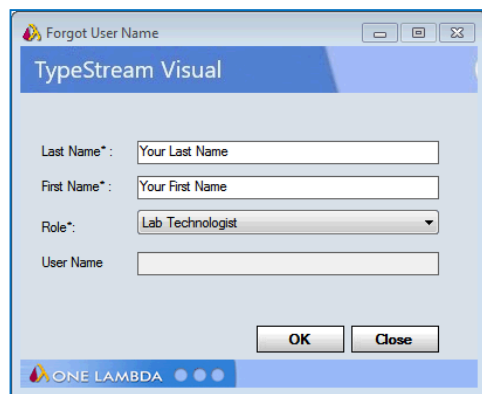 Forgot User Name
TypeStream Visual
Last Name* : Your Last Name
First Name* : Your First Name
Role*: Lab Technologist
User Name
OK Close
ONE LAMBDA